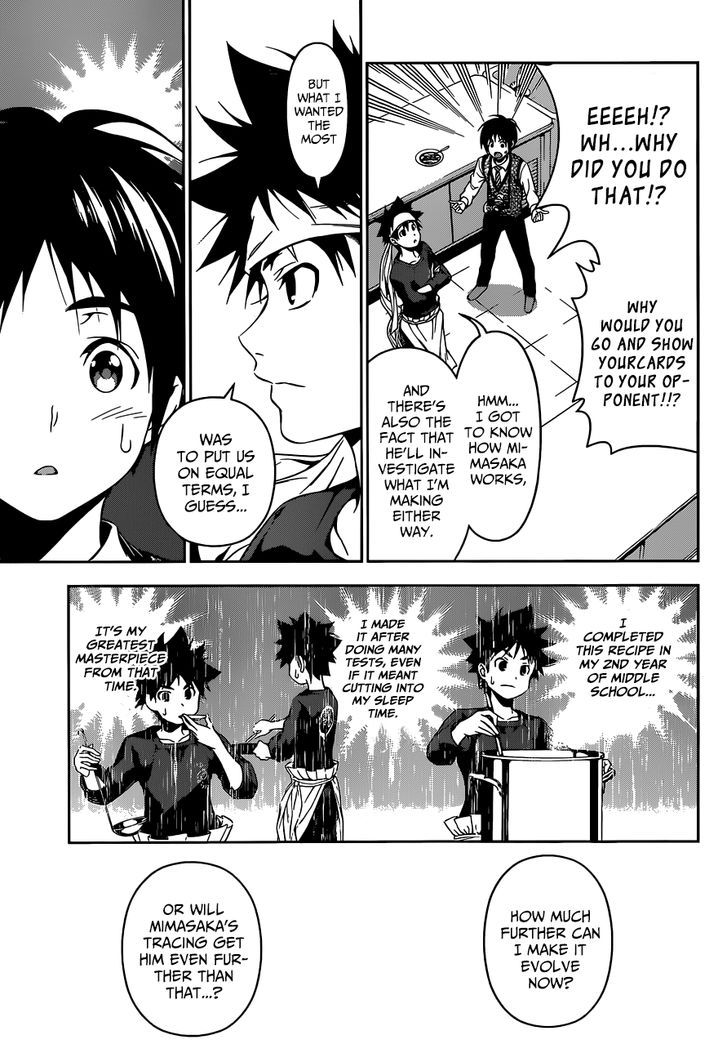 EEEEH!?
WH...WHY
DID YOU DO
THAT!?
WHY
WOULD YOU
GO AND SHOW
YOURCARDS
TO YOUR OP-
PONENT!!?
HMM...
I GOT
TO KNOW
HOW MI-
MASAKA
WORKS,
AND
THERE'S
ALSO THE
FACT THAT
HE'LL IN-
VESTIGATE
WHAT I'M
MAKING
EITHER
WAY.
BUT
WHAT I
WANTED
THE
MOST
WAS
TO PUT US
ON EQUAL
TERMS, I
GUESS...
I
COMPLETED
THIS RECIPE IN
MY 2ND YEAR
OF MIDDLE
SCHOOL...
I MADE
IT AFTER
DOING MANY
TESTS, EVEN
IF IT MEANT
CUTTING INTO
MY SLEEP
TIME.
IT'S MY
GREATEST
MASTERPIECE
FROM THAT
TIME.
HOW MUCH
FURTHER CAN
I MAKE IT
EVOLVE
NOW?
OR WILL
MIMASAKA'S
TRACING GET
HIM EVEN FUR-
THER THAN
THAT...?